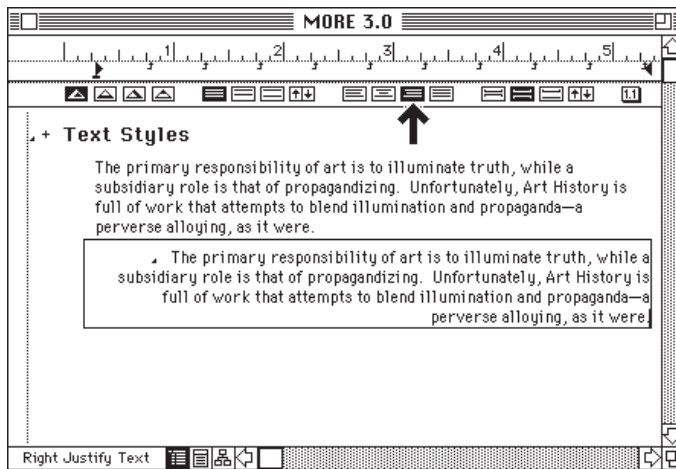 MORE 3.0
1 2 3 4 5
1.1
+ Text Styles
The primary responsibility of art is to illuminate truth, while a
subsidiary role is that of propagandizing. Unfortunately, Art History is
full of work that attempts to blend illumination and propaganda—a
perverse alloying, as it were.
The primary responsibility of art is to illuminate truth, while a
subsidiary role is that of propagandizing. Unfortunately, Art History is
full of work that attempts to blend illumination and propaganda—a
perverse alloying, as it were.
Right Justify Text